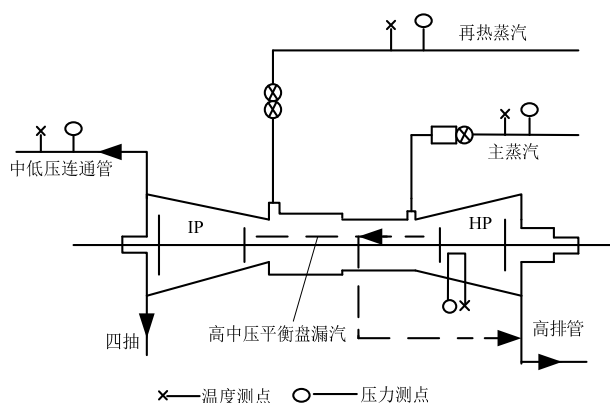 再热蒸汽
主蒸汽
中低压连通管
IP
HP
高中压平衡盘漏汽
四抽
高排管
温度测点
压力测点